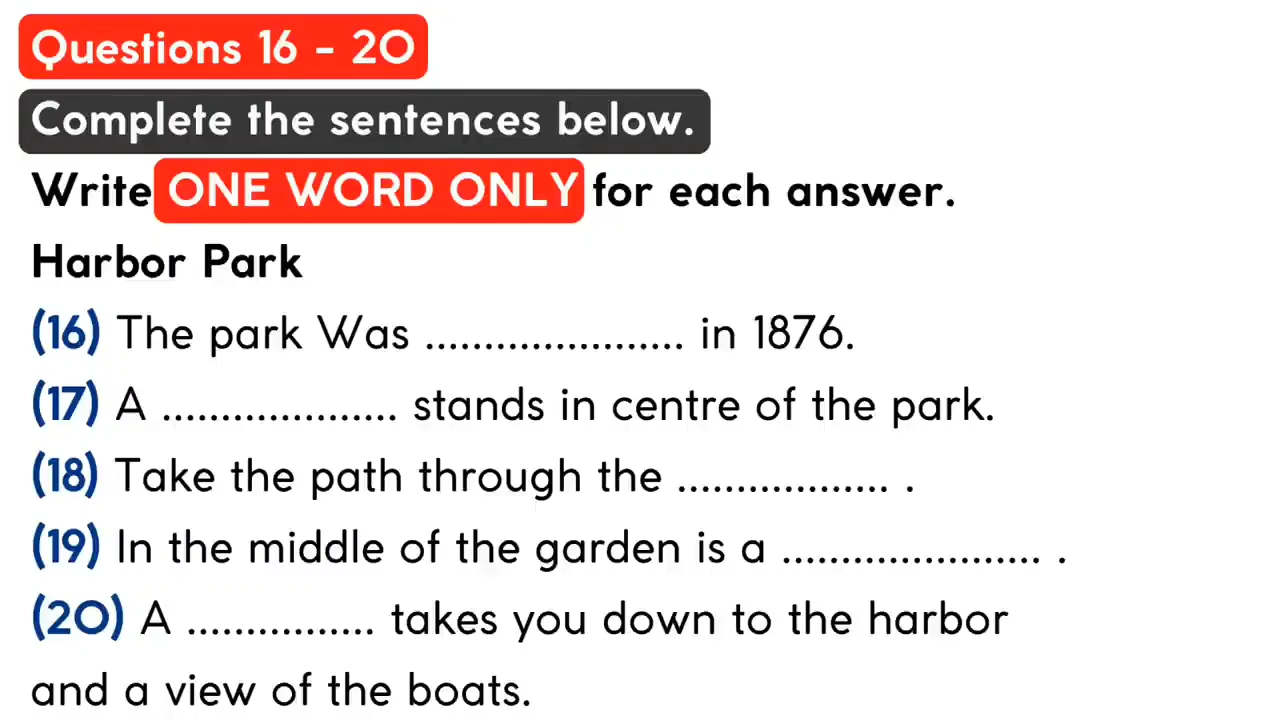 Questions 16 - 20
Complete the sentences below.
Write ONE WORD ONLY for each answer.
Harbor Park
(16) The park Was ...................... in 1876.
(17) A .................... stands in centre of the park.
(18) Take the path through the .................. .
(19) In the middle of the garden is a ...................... .
(20) A ................ takes you down to the harbor
and a view of the boats.